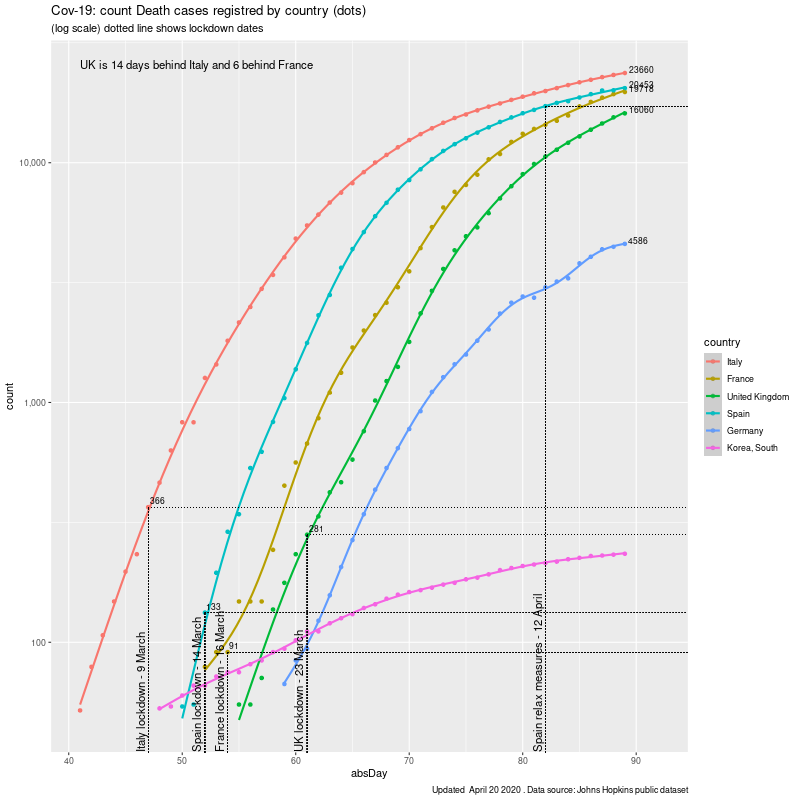 Cov-19: count Death cases registred by country (dots)
(log scale) dotted line shows lockdown dates
UK is 14 days behind Italy and 6 behind France
23660
20453
19718
16060
4586
366
281
133
91
10,000
1,000
100
count
Italy lockdown - 9 March
Spain lockdown - 14 March
France lockdown - 16 March
UK lockdown - 23 March
Spain relax measures - 12 April
40
50
60
70
80
90
absDay
country
Italy
France
United Kingdom
Spain
Germany
Korea, South
Updated April 20 2020 . Data source: Johns Hopkins public dataset